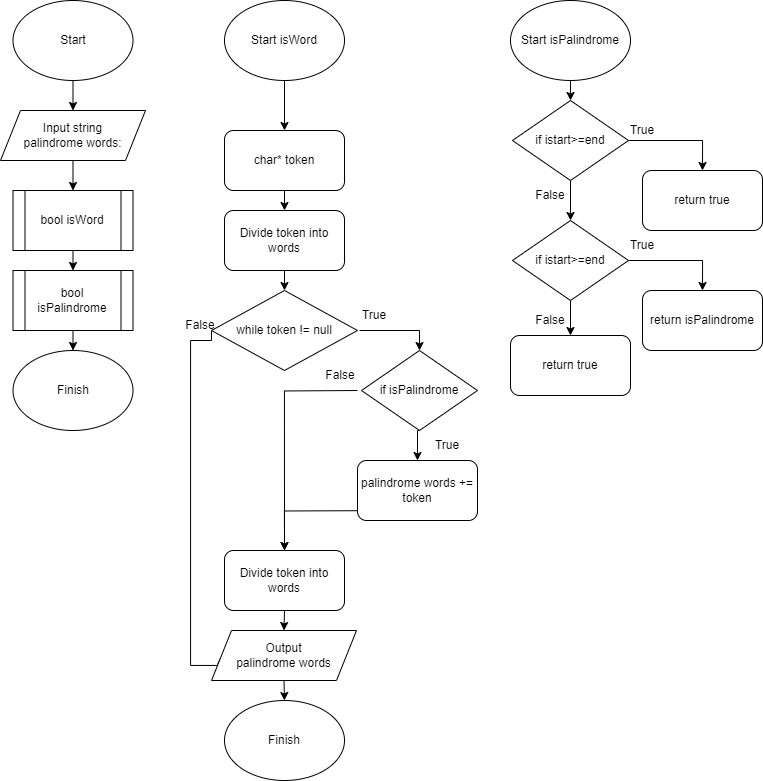 Start
Input string
palindrome words:
bool isWord
bool
isPalindrome
Finish
Start isWord
char* token
Divide token into
words
while token != null
False
True
if isPalindrome
False
True
palindrome words +=
token
Divide token into
words
Output
palindrome words
Finish
Start isPalindrome
if istart>=end
True
return true
False
if istart>=end
True
return isPalindrome
False
return true